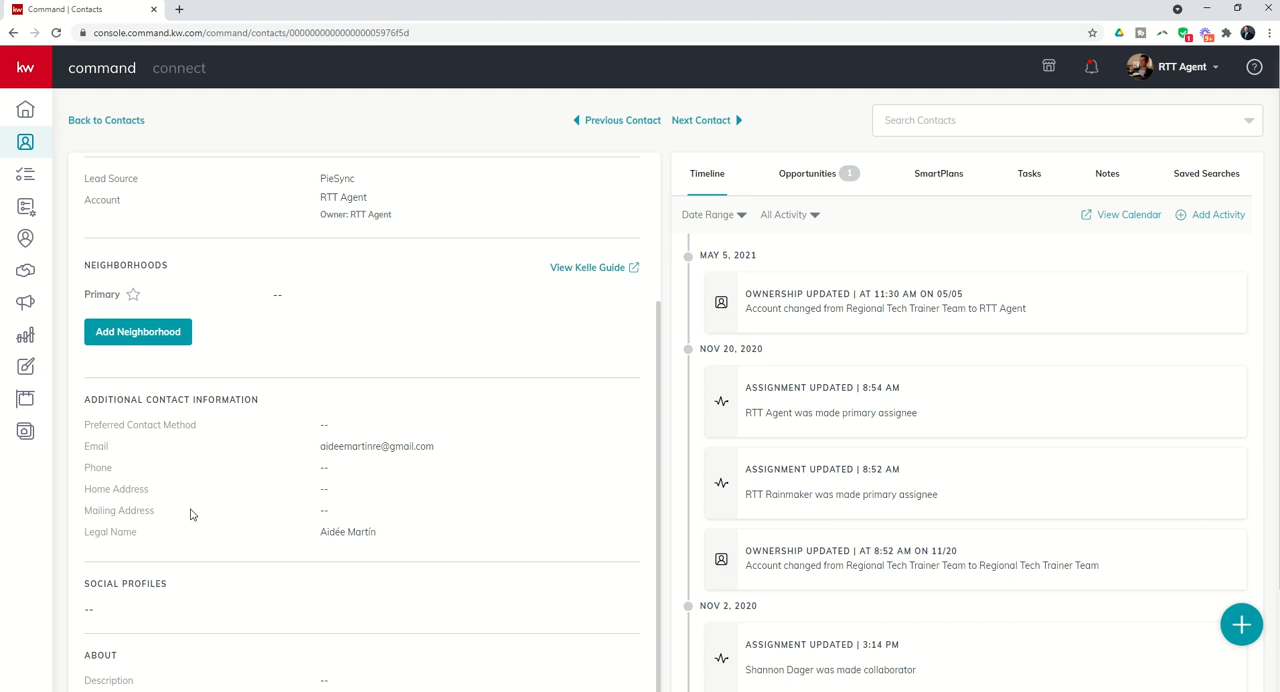 kw Command | Contacts
console.command.kw.com/command/contacts/000000000000000005976f5d
1
9+
kw
command connect
RTT Agent
Back to Contacts
Previous Contact Next Contact
Search Contacts
Lead Source PieSync
Account RTT Agent
Owner: RTT Agent
NEIGHBORHOODS
View Kelle Guide
Primary --
Add Neighborhood
ADDITIONAL CONTACT INFORMATION
Preferred Contact Method --
Email aideemartinre@gmail.com
Phone --
Home Address --
Mailing Address --
Legal Name Aidée Martín
SOCIAL PROFILES
--
ABOUT
Description --
Timeline Opportunities 1 SmartPlans Tasks Notes Saved Searches
Date Range All Activity View Calendar Add Activity
MAY 5, 2021
OWNERSHIP UPDATED | AT 11:30 AM ON 05/05
Account changed from Regional Tech Trainer Team to RTT Agent
NOV 20, 2020
ASSIGNMENT UPDATED | 8:54 AM
RTT Agent was made primary assignee
ASSIGNMENT UPDATED | 8:52 AM
RTT Rainmaker was made primary assignee
OWNERSHIP UPDATED | AT 8:52 AM ON 11/20
Account changed from Regional Tech Trainer Team to Regional Tech Trainer Team
NOV 2, 2020
ASSIGNMENT UPDATED | 3:14 PM
Shannon Dager was made collaborator